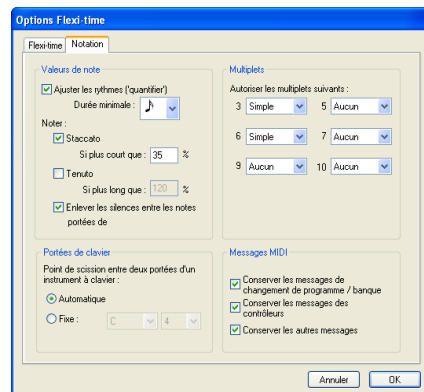 Options Flexi-time
Flexi-time
Notation
Valeurs de note
Ajuster les rythmes ('quantifier')
Durée minimale :
Noter :
Staccato
Si plus court que : 35 %
Tenuto
Si plus long que : 120 %
Enlever les silences entre les notes
portées de
Multiplets
Autoriser les multiplets suivants :
3 Simple 5 Aucun
6 Simple 7 Aucun
9 Aucun 10 Aucun
Portées de clavier
Point de scission entre deux portées d'un
instrument à clavier :
Automatique
Fixe : C 4
Messages MIDI
Conserver les messages de
changement de programme / banque
Conserver les messages des
contrôleurs
Conserver les autres messages
Annuler
OK